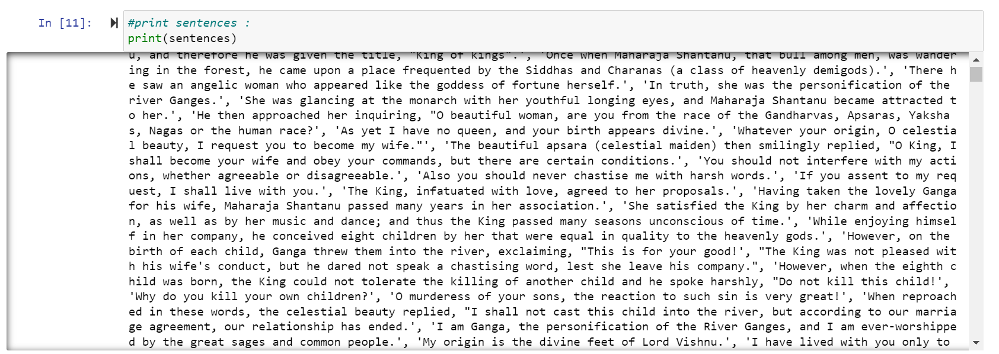 In [11]:
#print sentences :
print(sentences)
u, and therefore he was given the title, "King of kings".', 'Once when Maharaja Shantanu, that bull among men, was wander
ing in the forest, he came upon a place frequented by the Siddhas and Charanas (a class of heavenly demigods).', 'There h
e saw an angelic woman who appeared like the goddess of fortune herself.', 'In truth, she was the personification of the
river Ganges.', 'She was glancing at the monarch with her youthful longing eyes, and Maharaja Shantanu became attracted t
o her.', 'He then approached her inquiring, "O beautiful woman, are you from the race of the Gandharvas, Apsaras, Yaksha
s, Nagas or the human race?', 'As yet I have no queen, and your birth appears divine.', 'Whatever your origin, O celestia
l beauty, I request you to become my wife."', 'The beautiful apsara (celestial maiden) then smilingly replied, "O King, I
shall become your wife and obey your commands, but there are certain conditions.', 'You should not interfere with my acti
ons, whether agreeable or disagreeable.', 'Also you should never chastise me with harsh words.', 'If you assent to my req
uest, I shall live with you.', 'The King, infatuated with love, agreed to her proposals.', 'Having taken the lovely Ganga
for his wife, Maharaja Shantanu passed many years in her association.', 'She satisfied the King by her charm and affectio
n, as well as by her music and dance; and thus the King passed many seasons unconscious of time.', 'While enjoying himsel
f in her company, he conceived eight children by her that were equal in quality to the heavenly gods.', 'However, on the
birth of each child, Ganga threw them into the river, exclaiming, "This is for your good!', "The King was not pleased wit
h his wife's conduct, but he dared not speak a chastising word, lest she leave his company.", 'However, when the eighth c
hild was born, the King could not tolerate the killing of another child and he spoke harshly, "Do not kill this child!',
'Why do you kill your own children?', 'O murderess of your sons, the reaction to such sin is very great!', 'When reproach
ed in these words, the celestial beauty replied, "I shall not cast this child into the river, but according to our marria
ge agreement, our relationship has ended.', 'I am Ganga, the personification of the River Ganges, and I am ever-worshippe
d by the great sages and common people.', 'My origin is the divine feet of Lord Vishnu.', 'I have lived with you only to